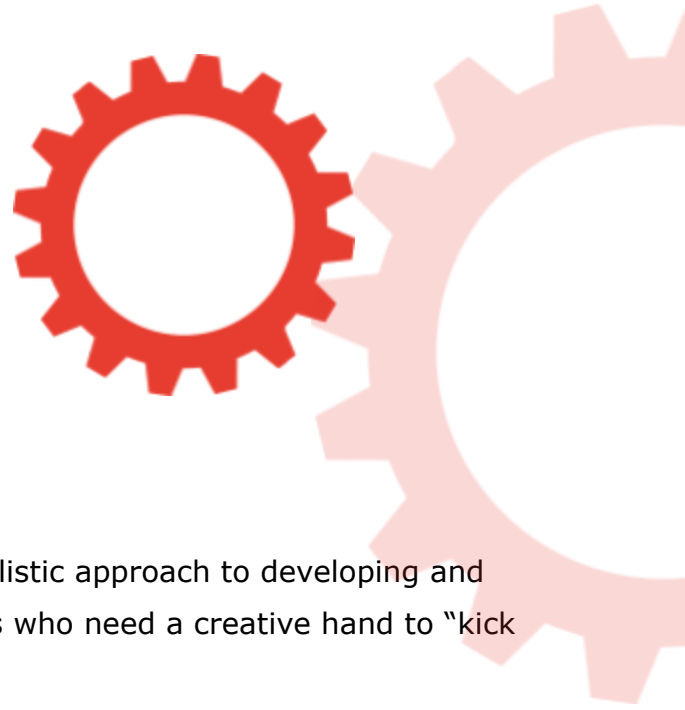 listic approach to developing and
s who need a creative hand to “kick